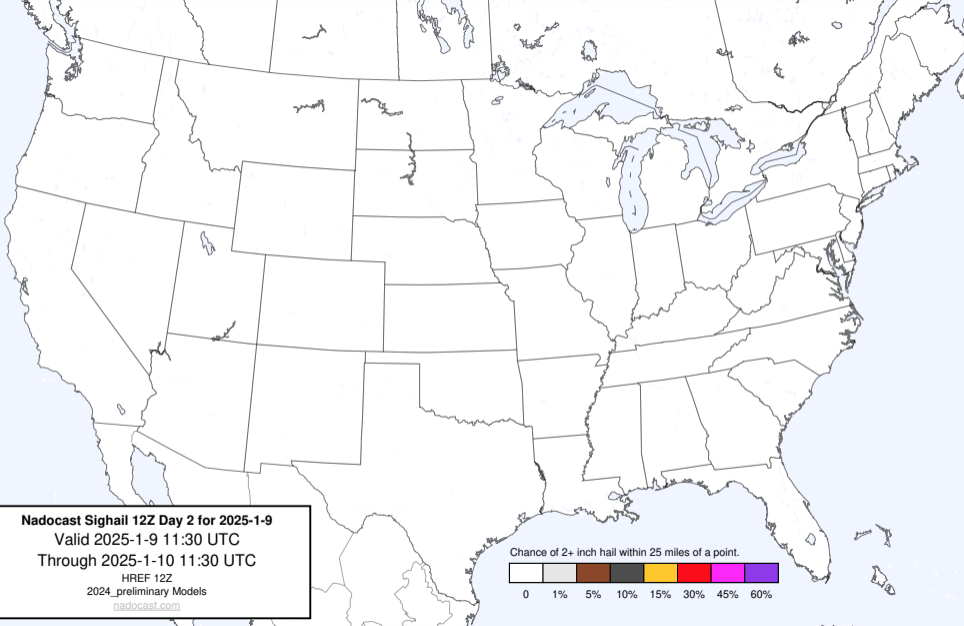 Nadocast Sighail 12Z Day 2 for 2025-1-9
Valid 2025-1-9 11:30 UTC
Through 2025-1-10 11:30 UTC
HREF 12Z
2024_preliminary Models
nadocast.com
Chance of 2+ inch hail within 25 miles of a point.
0 1% 5% 10% 15% 30% 45% 60%